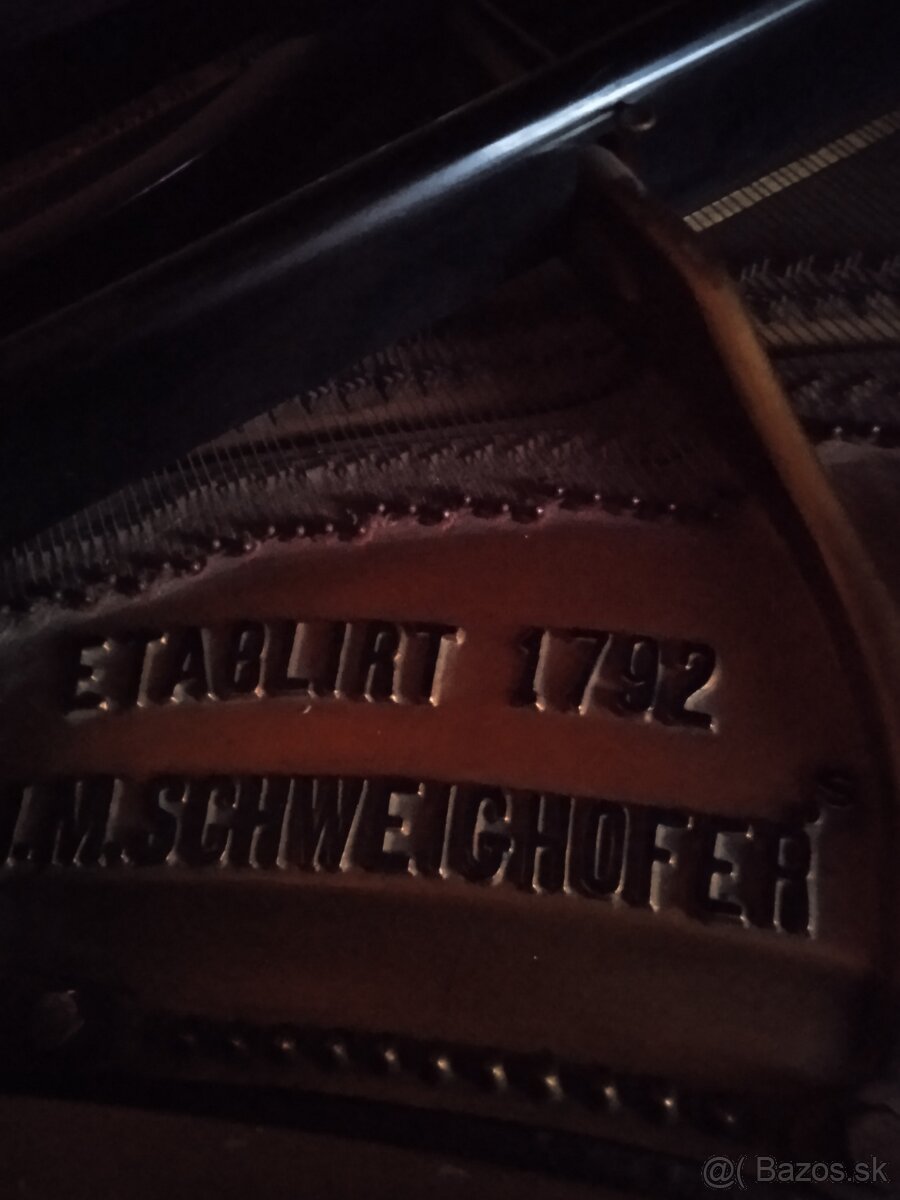 ETABLIRT 1792
J.M.SCHWEIGHOFER'S
@( Bazos.sk